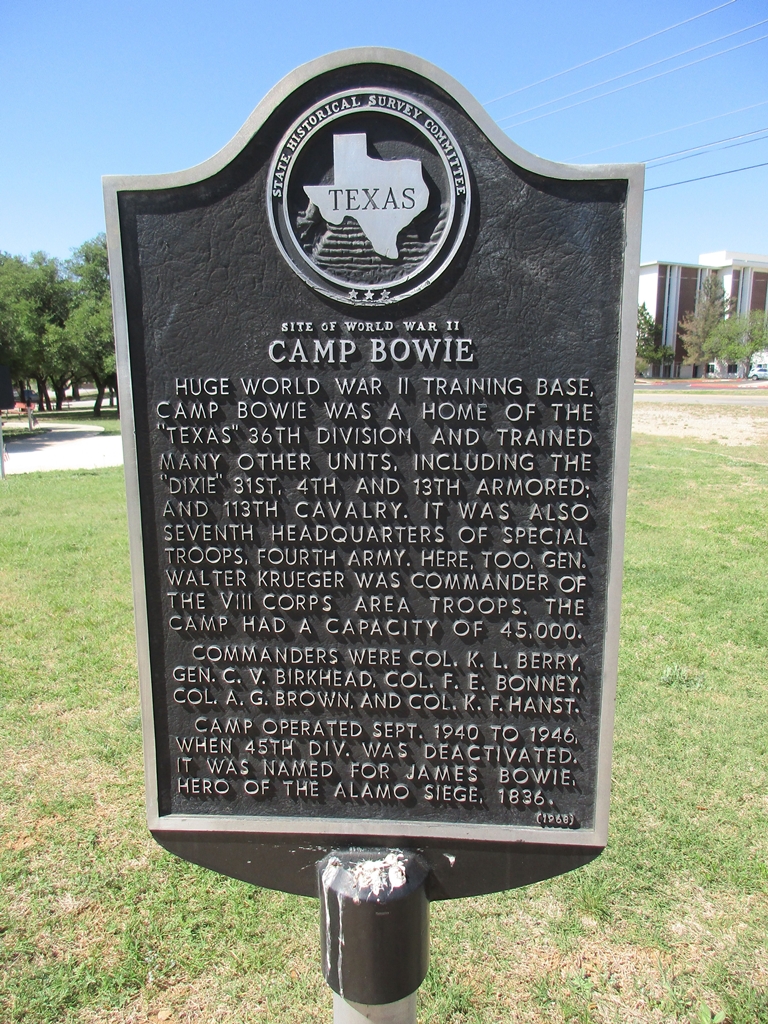 STATE HISTORICAL SURVEY COMMITTEE
TEXAS
SITE OF WORLD WAR II
CAMP BOWIE
HUGE WORLD WAR II TRAINING BASE,
CAMP BOWIE WAS A HOME OF THE
"TEXAS" 36TH DIVISION AND TRAINED
MANY OTHER UNITS, INCLUDING THE
"DIXIE" 31ST, 4TH AND 13TH ARMORED;
AND 113TH CAVALRY. IT WAS ALSO
SEVENTH HEADQUARTERS OF SPECIAL
TROOPS, FOURTH ARMY. HERE, TOO, GEN.
WALTER KRUEGER WAS COMMANDER OF
THE VIII CORPS AREA TROOPS. THE
CAMP HAD A CAPACITY OF 45,000.
COMMANDERS WERE COL. K. L. BERRY,
GEN. C. V. BIRKHEAD, COL. F. E. BONNEY,
COL. A. G. BROWN, AND COL. K. F. HANST.
CAMP OPERATED SEPT. 1940 TO 1946,
WHEN 45TH DIV. WAS DEACTIVATED.
IT WAS NAMED FOR JAMES BOWIE,
HERO OF THE ALAMO SIEGE, 1836.
(1968)